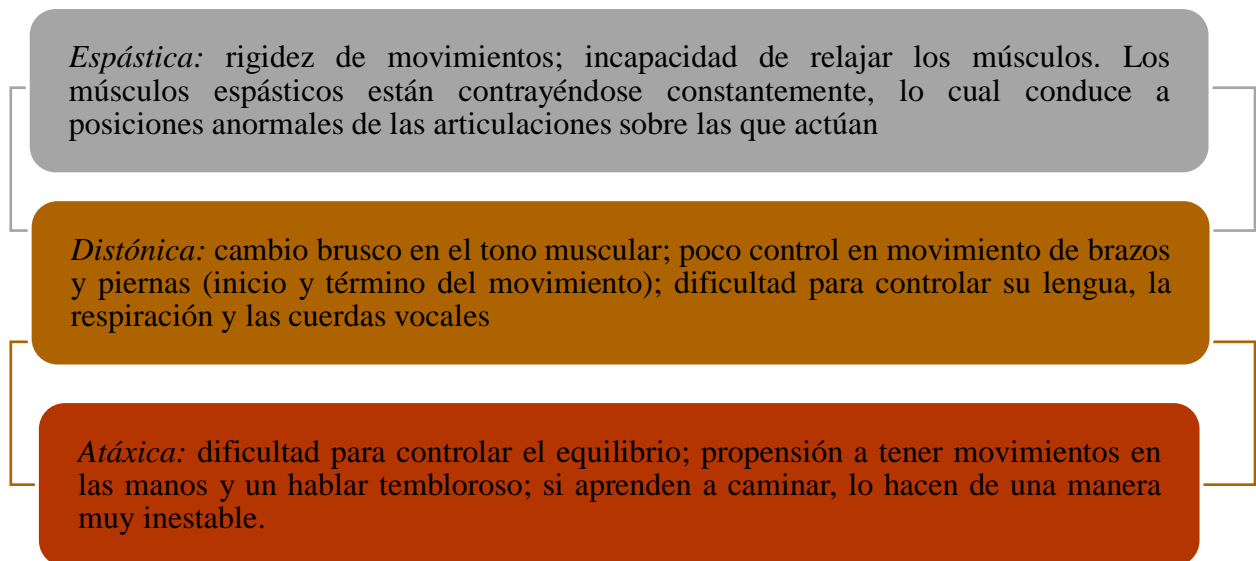 Espástica: rigidez de movimientos; incapacidad de relajar los músculos. Los
músculos espásticos están contrayéndose constantemente, lo cual conduce a
posiciones anormales de las articulaciones sobre las que actúan
Distónica: cambio brusco en el tono muscular; poco control en movimiento de brazos
y piernas (inicio y término del movimiento); dificultad para controlar su lengua, la
respiración y las cuerdas vocales
Atáxica: dificultad para controlar el equilibrio; propensión a tener movimientos en
las manos y un hablar tembloroso; si aprenden a caminar, lo hacen de una manera
muy inestable.